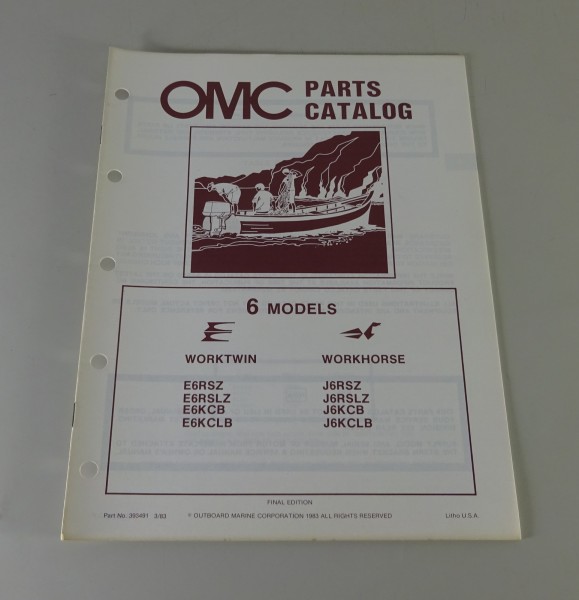 OMC PARTS
CATALOG
6 MODELS
WORKTWIN WORKHORSE
E6RSZ J6RSZ
E6RSLZ J6RSLZ
E6KCB J6KCB
E6KCLB J6KCLB
FINAL EDITION
Part No. 393491 3/83 © OUTBOARD MARINE CORPORATION 1983 ALL RIGHTS RESERVED Litho U.S.A.